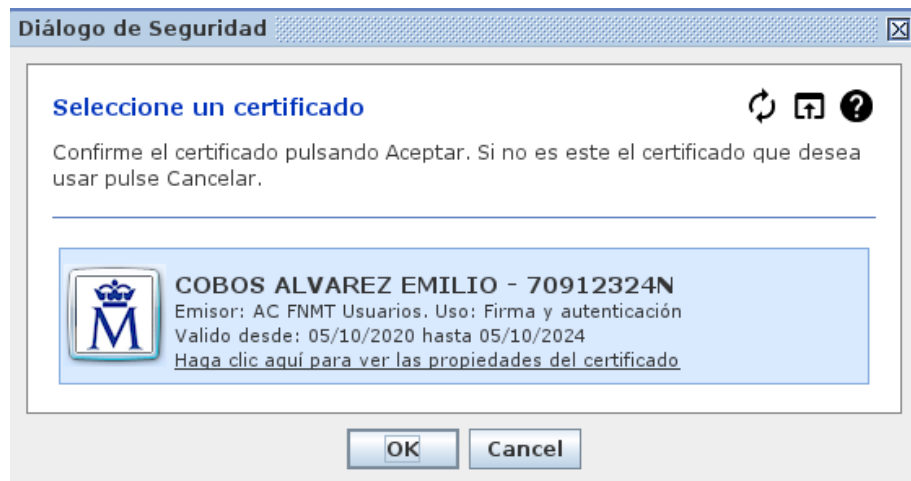 Diálogo de Seguridad
Seleccione un certificado
Confirme el certificado pulsando Aceptar. Si no es este el certificado que desea
usar pulse Cancelar.
COBOS ALVAREZ EMILIO - 70912324N
Emisor: AC FNMT Usuarios. Uso: Firma y autenticación
Valido desde: 05/10/2020 hasta 05/10/2024
Haga clic aquí para ver las propiedades del certificado
OK
Cancel